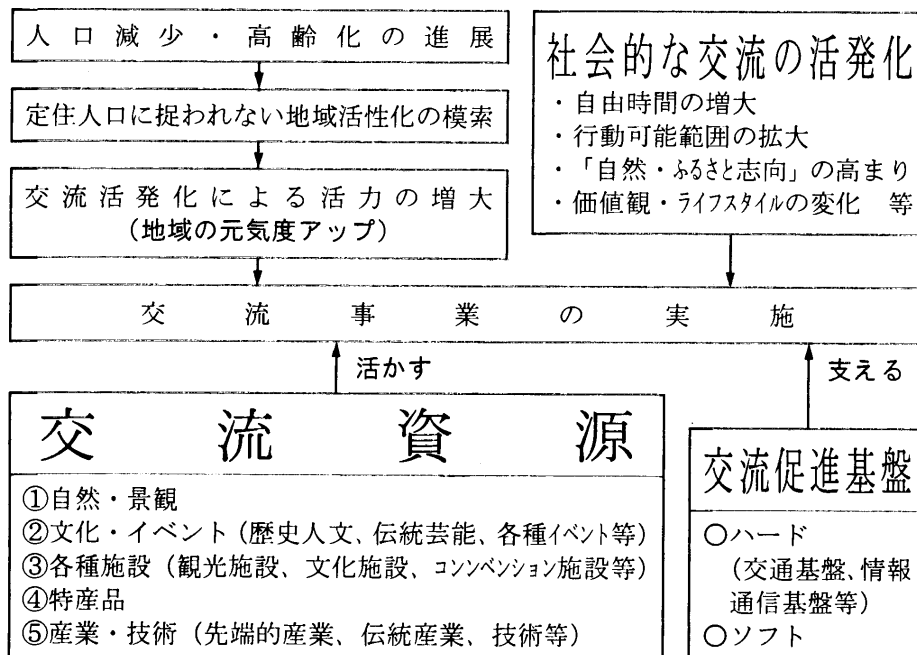 人口減少・高齢化の進展
定住人口に捉われない地域活性化の模索
交流活発化による活力の増大
(地域の元気度アップ)
社会的な交流の活発化
・自由時間の増大
・行動可能範囲の拡大
・「自然・ふるさと志向」の高まり
・価値観・ライフスタイルの変化 等
交流事業の実施
活かす
支える
交流資源
①自然・景観
②文化・イベント(歴史人文、伝統芸能、各種イベント等)
③各種施設(観光施設、文化施設、コンンベンション施設等)
④特産品
⑤産業・技術(先端的産業、伝統産業、技術等)
交流促進基盤
○ハード
(交通基盤、情報
通信基盤等)
○ソフト